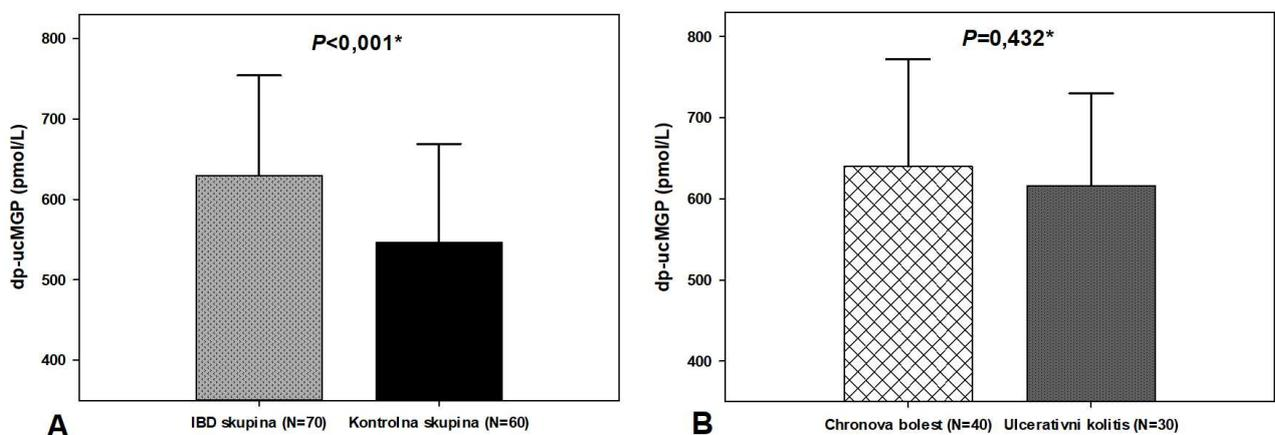 P<0,001*
800
700
600
500
400
dp-ucMGP (pmol/L)
IBD skupina (N=70) Kontrolna skupina (N=60)
A
P=0,432*
800
700
600
500
400
dp-ucMGP (pmol/L)
Chronova bolest (N=40) Ulcerativni kolitis (N=30)
B